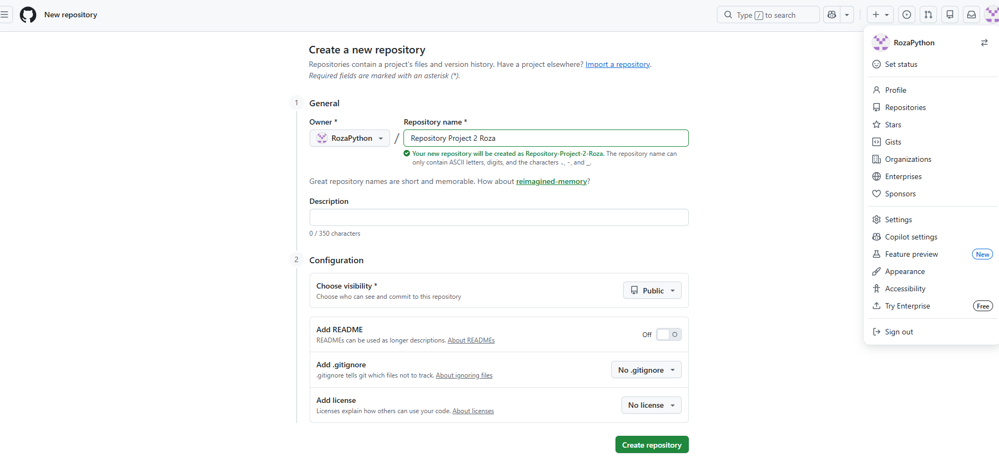 New repository
Type / to search
Create a new repository
Repositories contain a project's files and version history. Have a project elsewhere? Import a repository.
Required fields are marked with an asterisk (*).
1 General
Owner * Repository name *
RozaPython / Repository Project 2 Roza
Your new repository will be created as Repository-Project-2-Roza. The repository name can
only contain ASCII letters, digits, and the characters ., -, and _.
Great repository names are short and memorable. How about reimagined-memory?
Description
0 / 350 characters
2 Configuration
Choose visibility *
Choose who can see and commit to this repository
Public
Add README
READMEs can be used as longer descriptions. About READMEs
Off
Add .gitignore
.gitignore tells git which files not to track. About ignoring files
No .gitignore
Add license
Licenses explain how others can use your code. About licenses
No license
Create repository
RozaPython
Set status
Profile
Repositories
Stars
Gists
Organizations
Enterprises
Sponsors
Settings
Copilot settings
Feature preview New
Appearance
Accessibility
Try Enterprise Free
Sign out